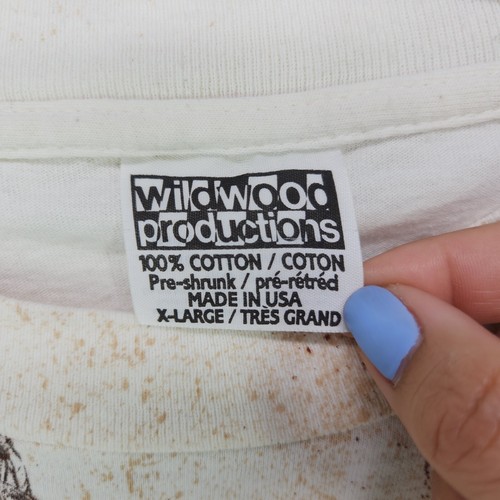 wildwood
productions
100% COTTON / COTON
Pre-shrunk / pré-rétréci
MADE IN USA
X-LARGE / TRÈS GRAND